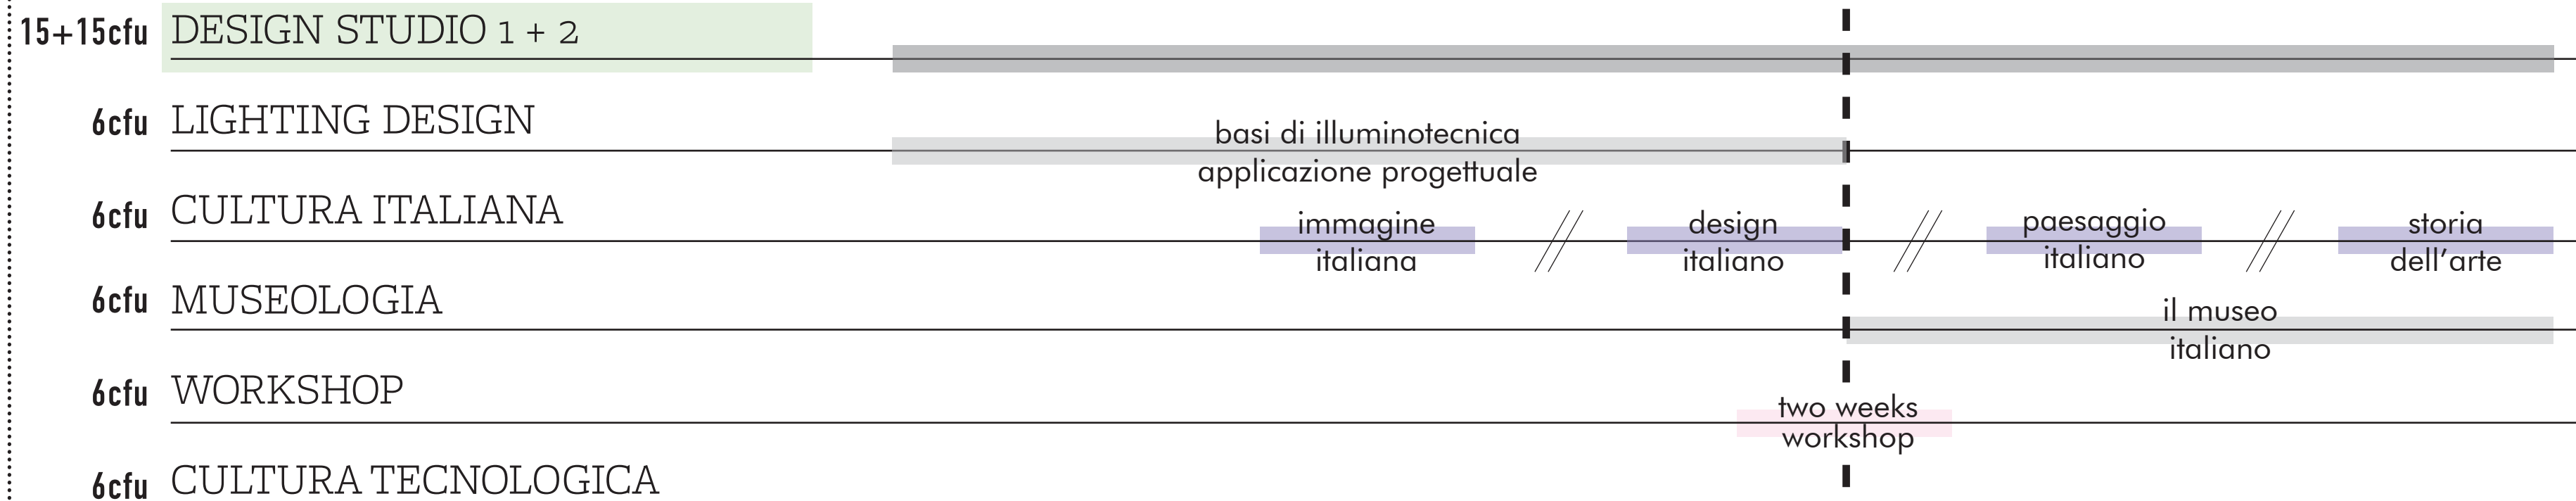 15+15cfu DESIGN STUDIO 1 + 2
6cfu LIGHTING DESIGN
basi di illuminotecnica
applicazione progettuale
6cfu CULTURA ITALIANA
immagine
italiana
design
italiano
paesaggio
italiano
storia
dell'arte
6cfu MUSEOLOGIA
il museo
italiano
6cfu WORKSHOP
two weeks
workshop
6cfu CULTURA TECNOLOGICA